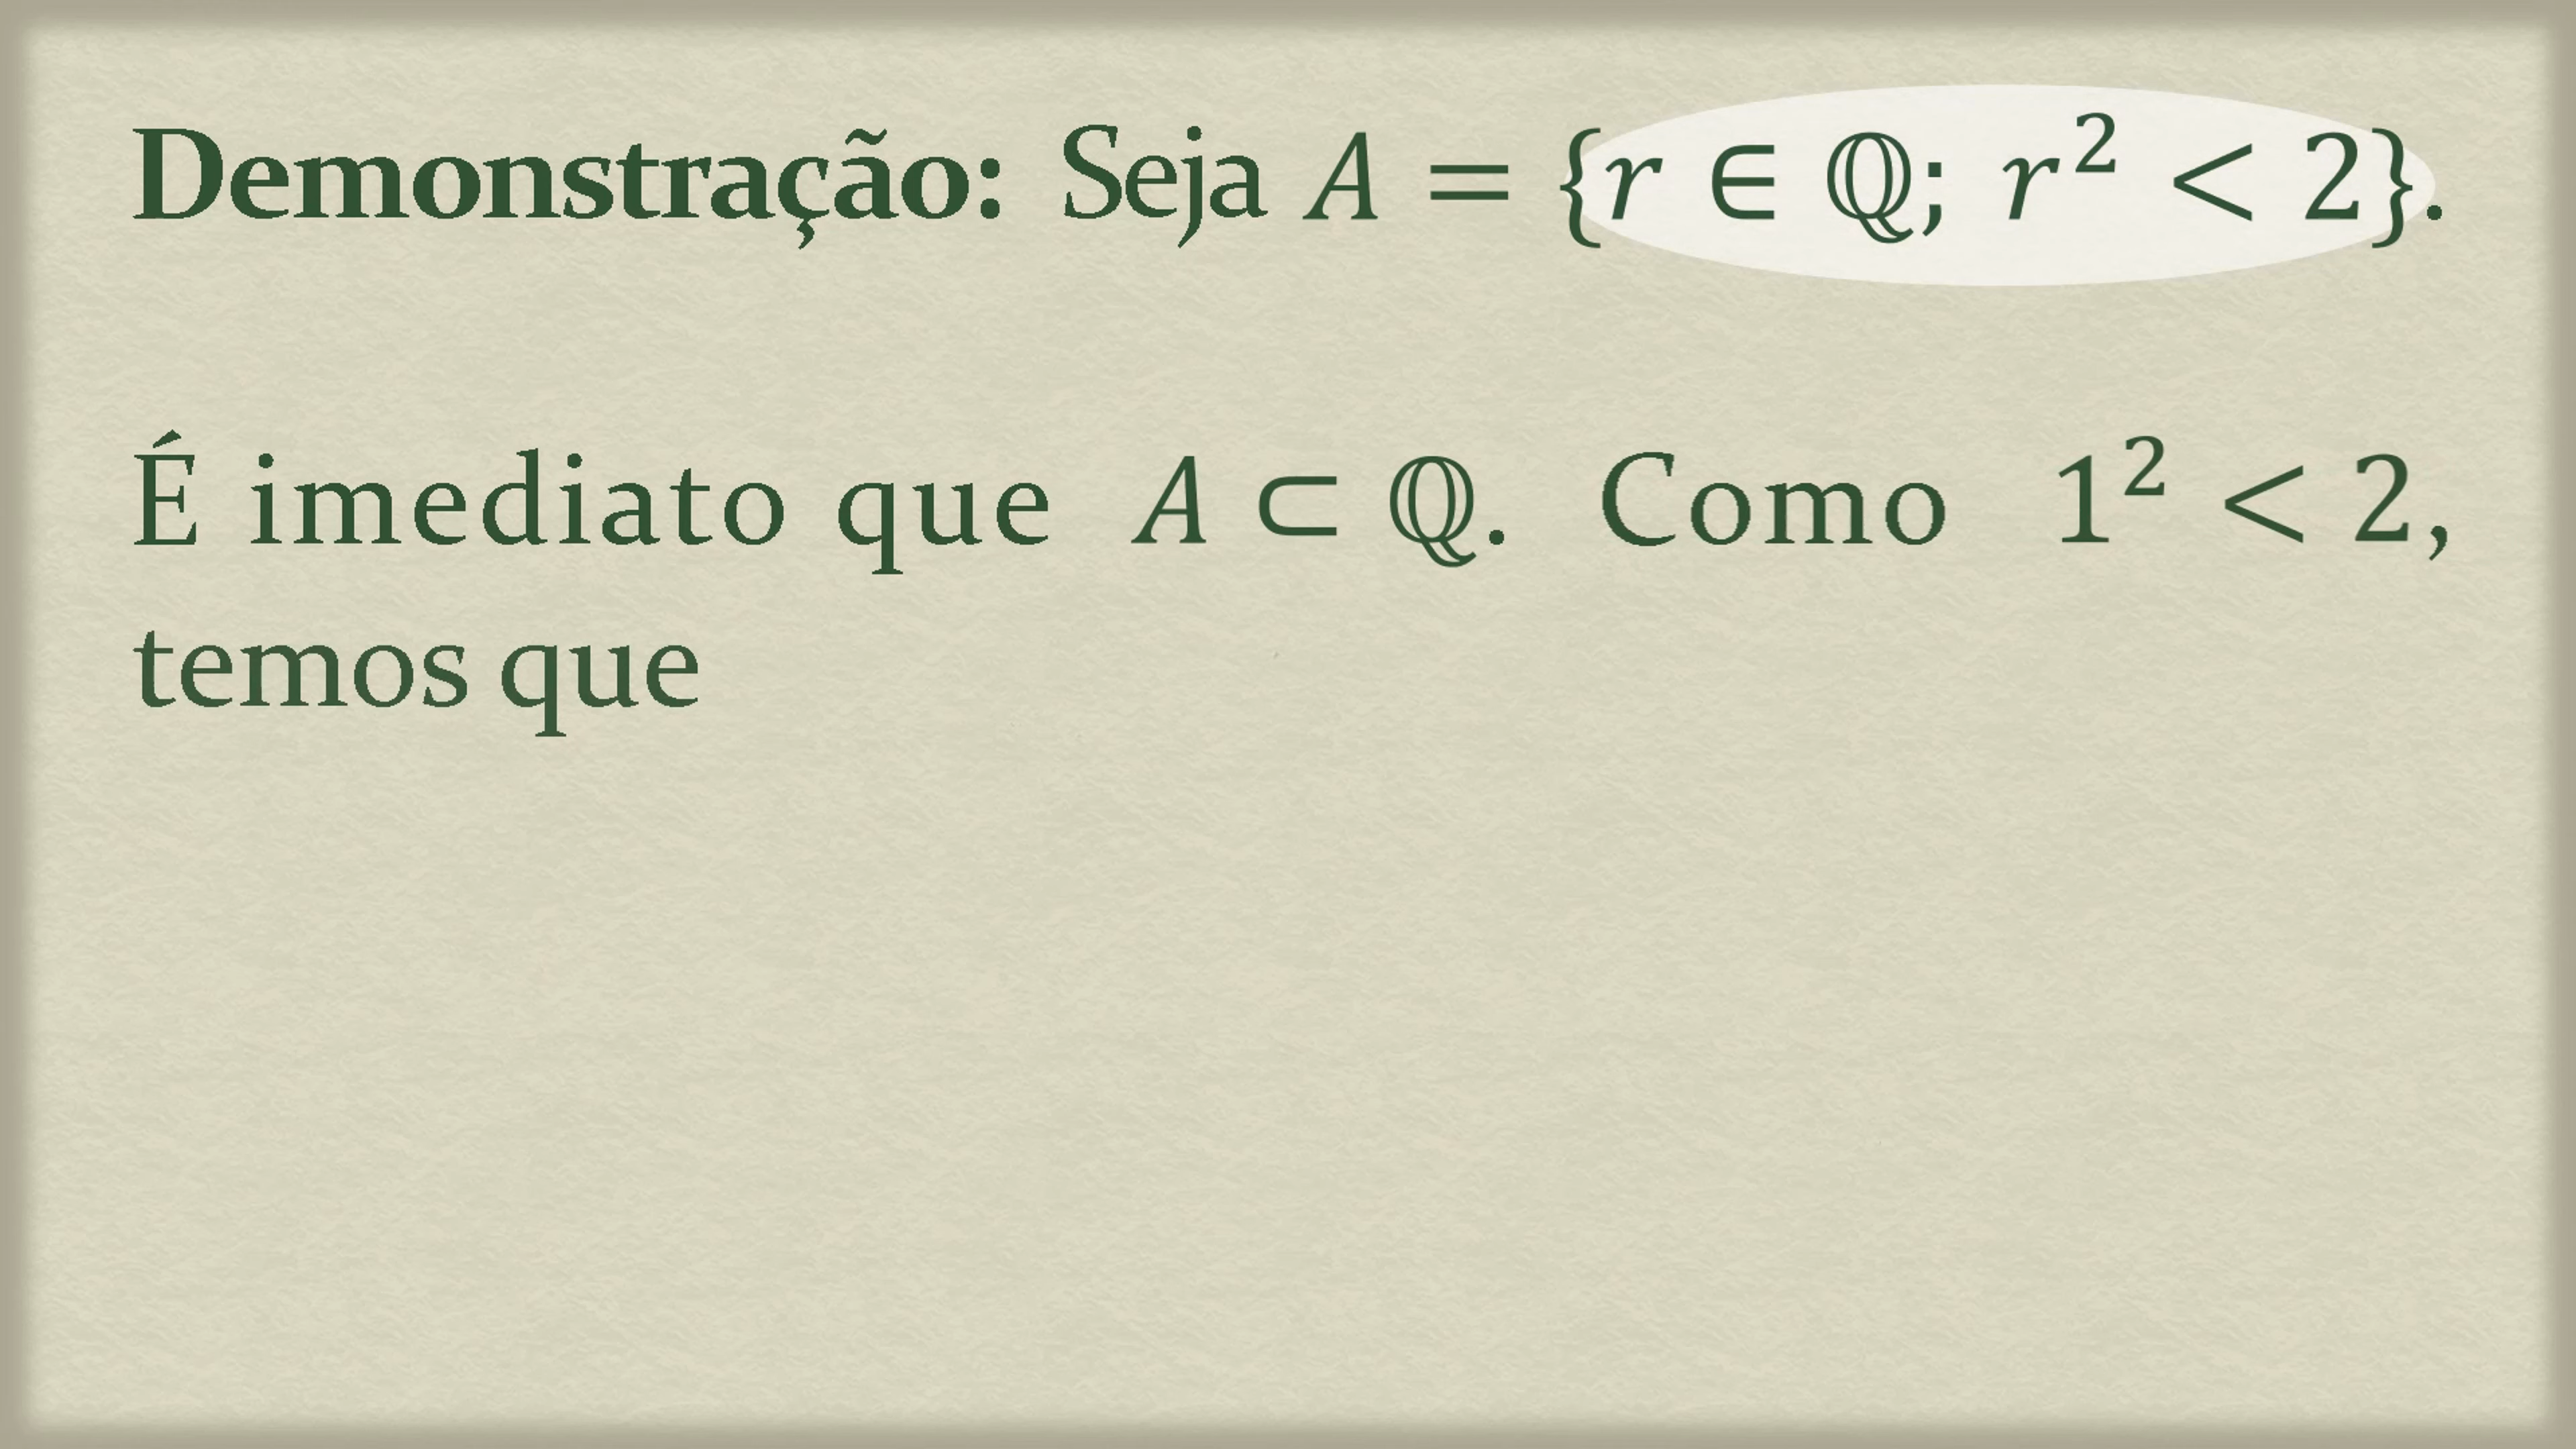 Demonstração: Seja A = {r ∈ ℚ; r² < 2}.
É imediato que A ⊂ ℚ. Como 1² < 2,
temos que